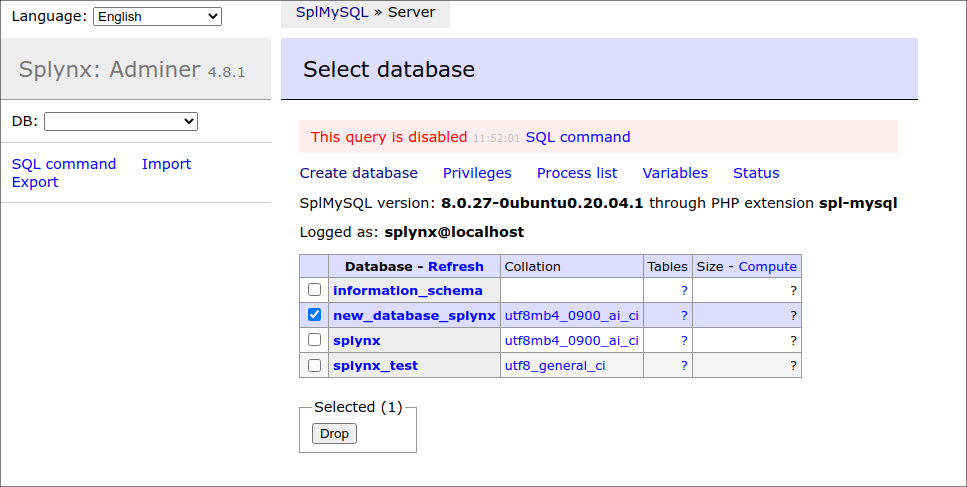 Language: English
SplMySQL » Server
Splynx: Adminer 4.8.1
Select database
DB:
This query is disabled 11:52:01 SQL command
SQL command Import
Export
Create database Privileges Process list Variables Status
SplMySQL version: 8.0.27-0ubuntu0.20.04.1 through PHP extension spl-mysql
Logged as: splynx@localhost
Database - Refresh Collation Tables Size - Compute
information_schema ? ?
new_database_splynx utf8mb4_0900_ai_ci ? ?
splynx utf8mb4_0900_ai_ci ? ?
splynx_test utf8_general_ci ? ?
Selected (1)
Drop